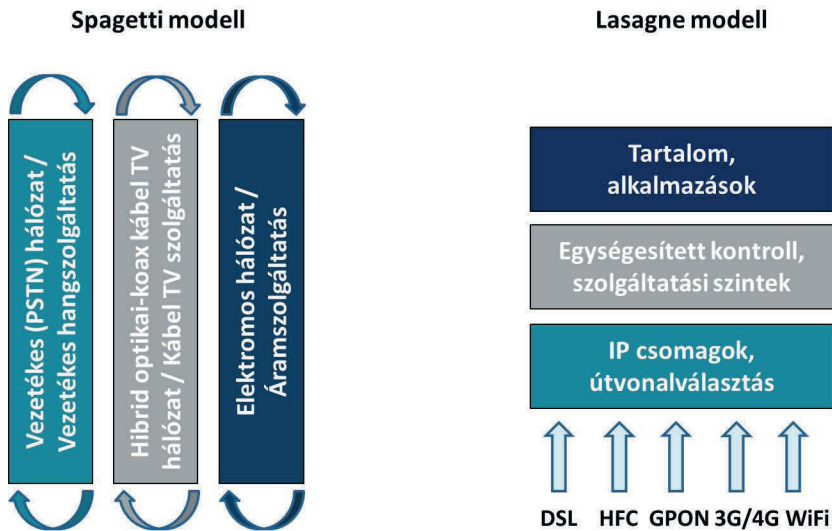 Spagetti modell
Vezetékes (PSTN) hálózat /
Vezetékes hangszolgáltatás
Hibrid optikai-koax kábel TV
hálózat / Kábel TV szolgáltatás
Elektromos hálózat /
Áramszolgáltatás
Lasagne modell
Tartalom,
alkalmazások
Egységesített kontroll,
szolgáltatási szintek
IP csomagok,
útvonalválasztás
DSL HFC GPON 3G/4G WiFi